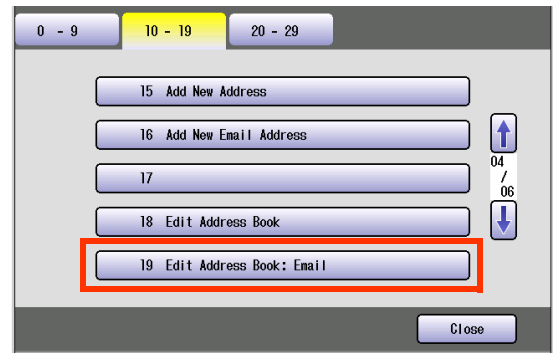 0 - 9 10 - 19 20 - 29
15 Add New Address
16 Add New Email Address
17
18 Edit Address Book
19 Edit Address Book: Email
04
/
06
Close